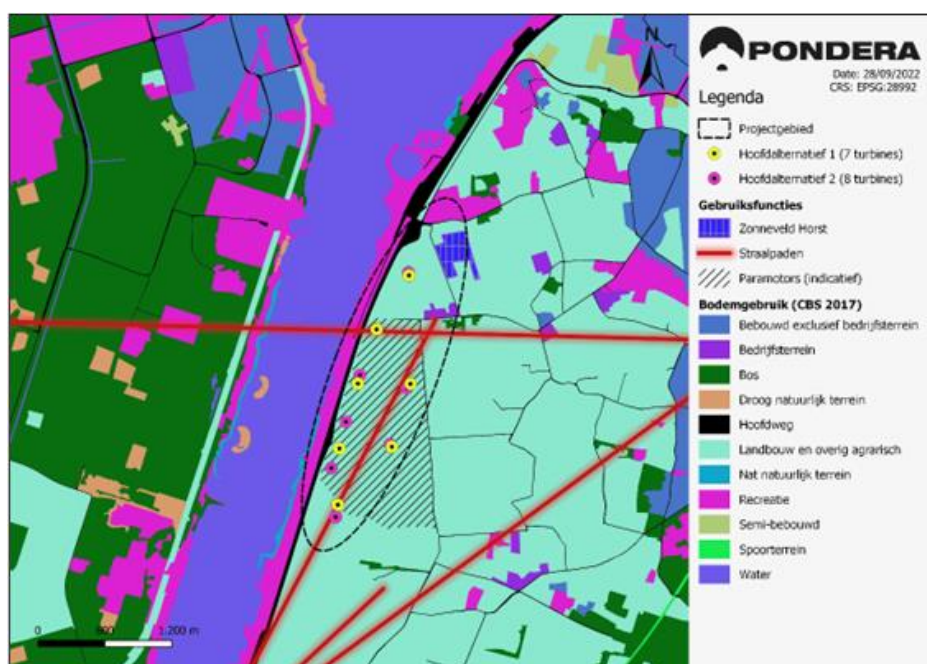 PONDERA
Date: 28/09/2022
CRS: EPSG:28992
Legenda
Projectgebied
Hoofdalternatief 1 (7 turbines)
Hoofdalternatief 2 (8 turbines)
Gebruiksfuncties
Zonneveld Horst
Straalpaden
Paramotors (indicatief)
Bodemgebruik (CBS 2017)
Bebouwd exclusief bedrijfsterrein
Bedrijfsterrein
Bos
Droog natuurlijk terrein
Hoofdweg
Landbouw en overig agrarisch
Nat natuurlijk terrein
Recreatie
Semi-bebouwd
Spoorterrein
Water
N
0 600 1.200 m